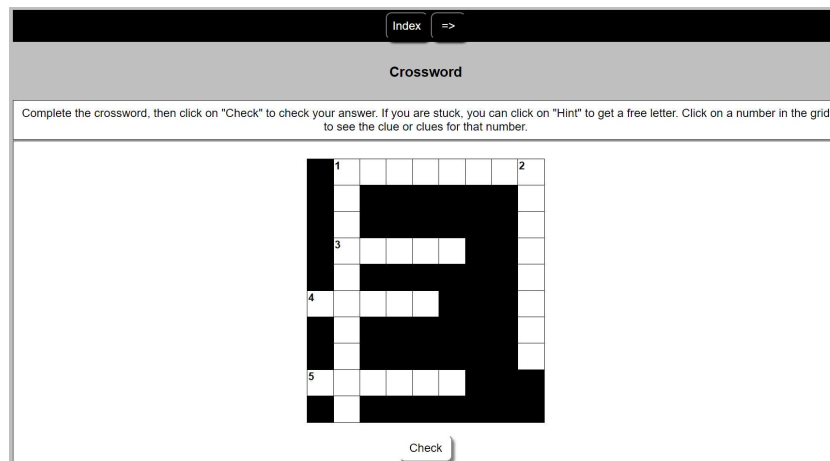 Index =>
Crossword
Complete the crossword, then click on "Check" to check your answer. If you are stuck, you can click on "Hint" to get a free letter. Click on a number in the grid
to see the clue or clues for that number.
1 2
3
4
5
Check